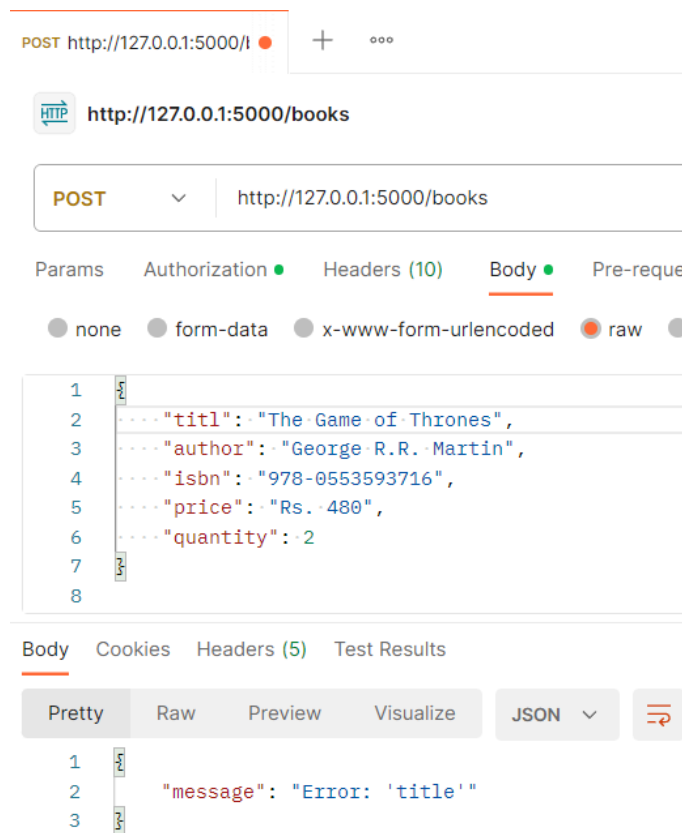 POST http://127.0.0.1:5000/l
HTTP http://127.0.0.1:5000/books
POST http://127.0.0.1:5000/books
Params Authorization Headers (10) Body Pre-reque
none form-data x-www-form-urlencoded raw
1 {
2 "titl": "The Game of Thrones",
3 "author": "George R.R. Martin",
4 "isbn": "978-0553593716",
5 "price": "Rs. 480",
6 "quantity": 2
7 }
8
Body Cookies Headers (5) Test Results
Pretty Raw Preview Visualize JSON
1 {
2 "message": "Error: 'title'"
3 }